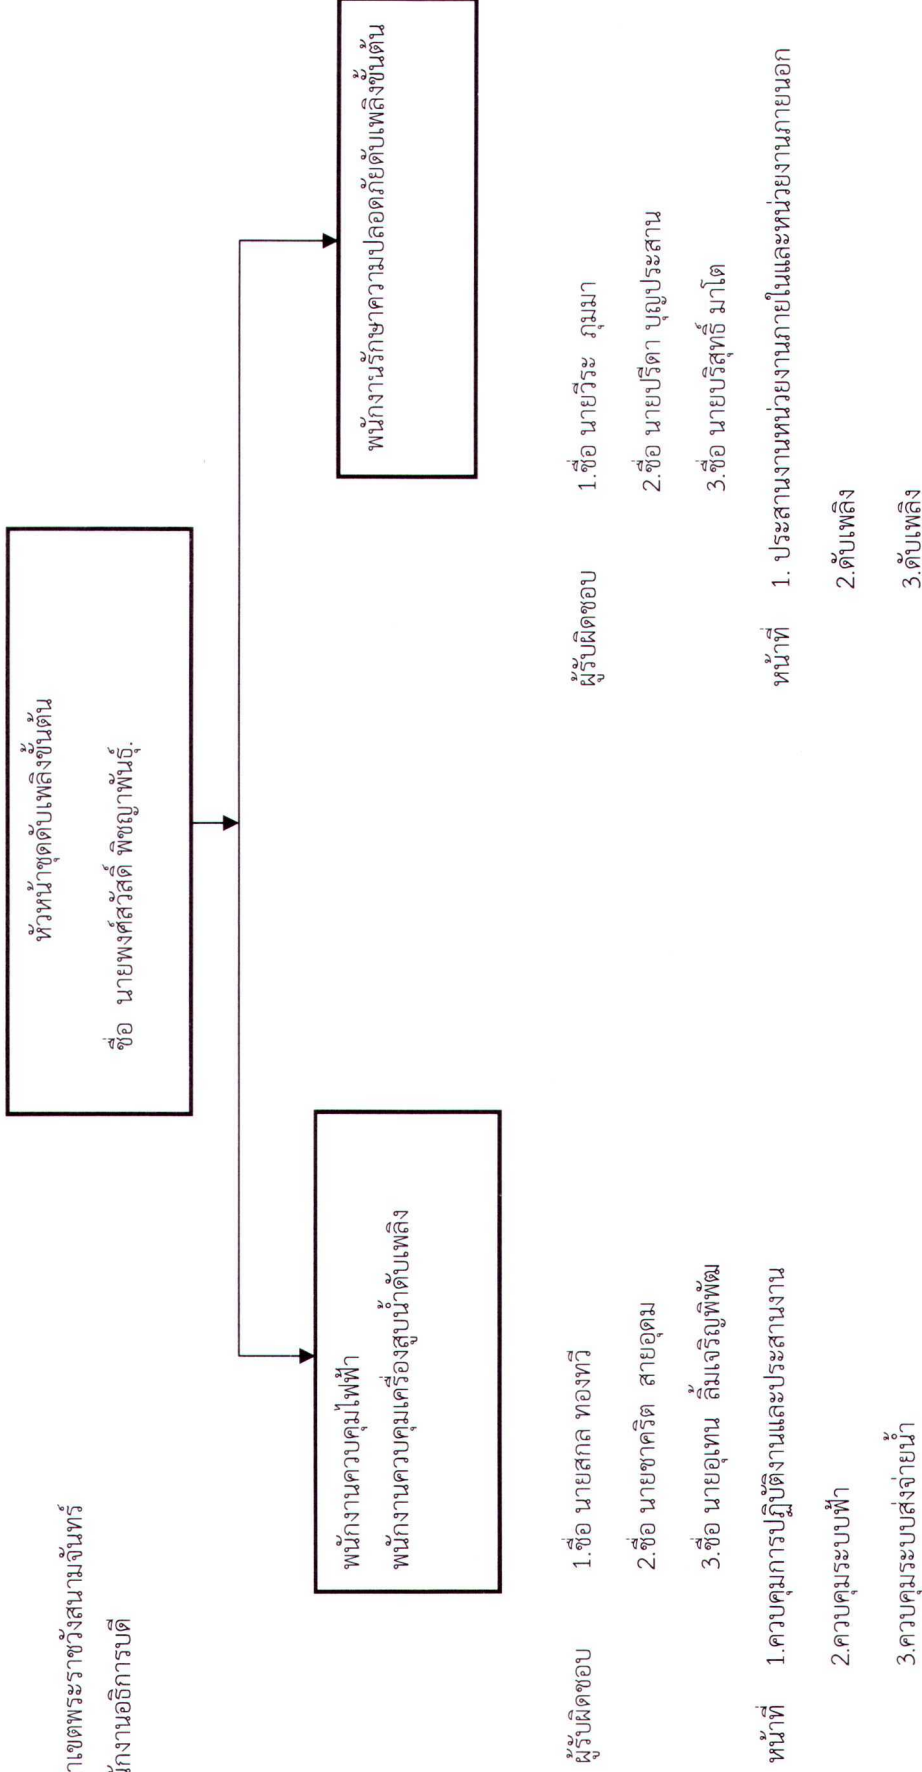 าเขตพระราชวังสนามจันทร์
นักงานอธิการบดี
หัวหน้าชุดดับเพลิงขั้นต้น
ชื่อ นายพงศ์สวัสดิ์ พิชญาพันธุ์.
พนักงานควบคุมไฟฟ้า
พนักงานควบคุมเครื่องสูบน้ำดับเพลิง
พนักงานรักษาความปลอดภัยดับเพลิงขั้นต้น
ผู้รับผิดชอบ 1.ชื่อ นายสกล ทองทวี
2.ชื่อ นายชาคริต สายอุดม
3.ชื่อ นายอุเทน ลิ้มเจริญพิพัฒ
หน้าที่ 1.ควบคุมการปฏิบัติงานและประสานงาน
2.ควบคุมระบบฟ้า
3.ควบคุมระบบส่งจ่ายน้ำ
ผู้รับผิดชอบ 1.ชื่อ นายวีระ ภุมมา
2.ชื่อ นายปรีดา บุญประสาน
3.ชื่อ นายบริสุทธิ์ มาโต
หน้าที่ 1. ประสานงานหน่วยงานภายในและหน่วยงานภายนอก
2.ดับเพลิง
3.ดับเพลิง